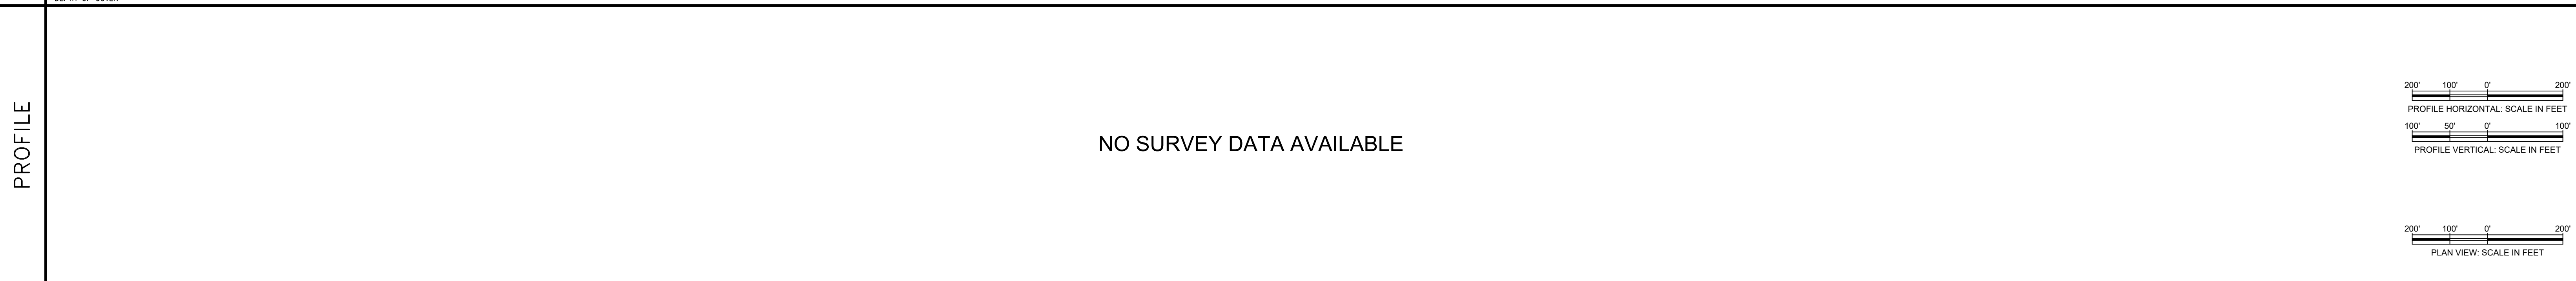 PROFILE
NO SURVEY DATA AVAILABLE
200' 100' 0' 200'
PROFILE HORIZONTAL: SCALE IN FEET
100' 50' 0' 100'
PROFILE VERTICAL: SCALE IN FEET
200' 100' 0' 200'
PLAN VIEW: SCALE IN FEET